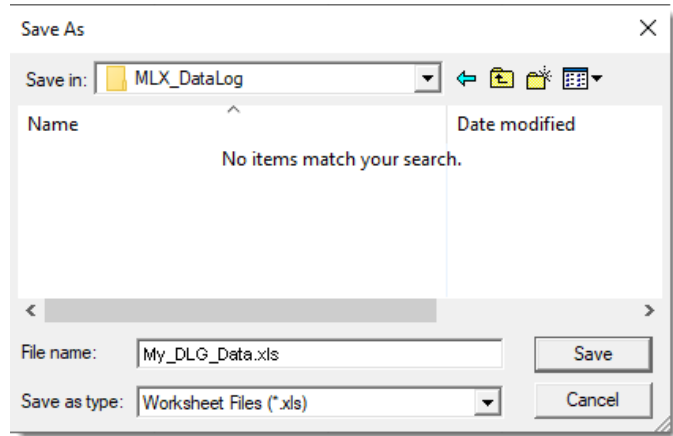 Save As
Save in: MLX_DataLog
Name Date modified
No items match your search.
File name: My_DLG_Data.xls Save
Save as type: Worksheet Files (*.xls) Cancel